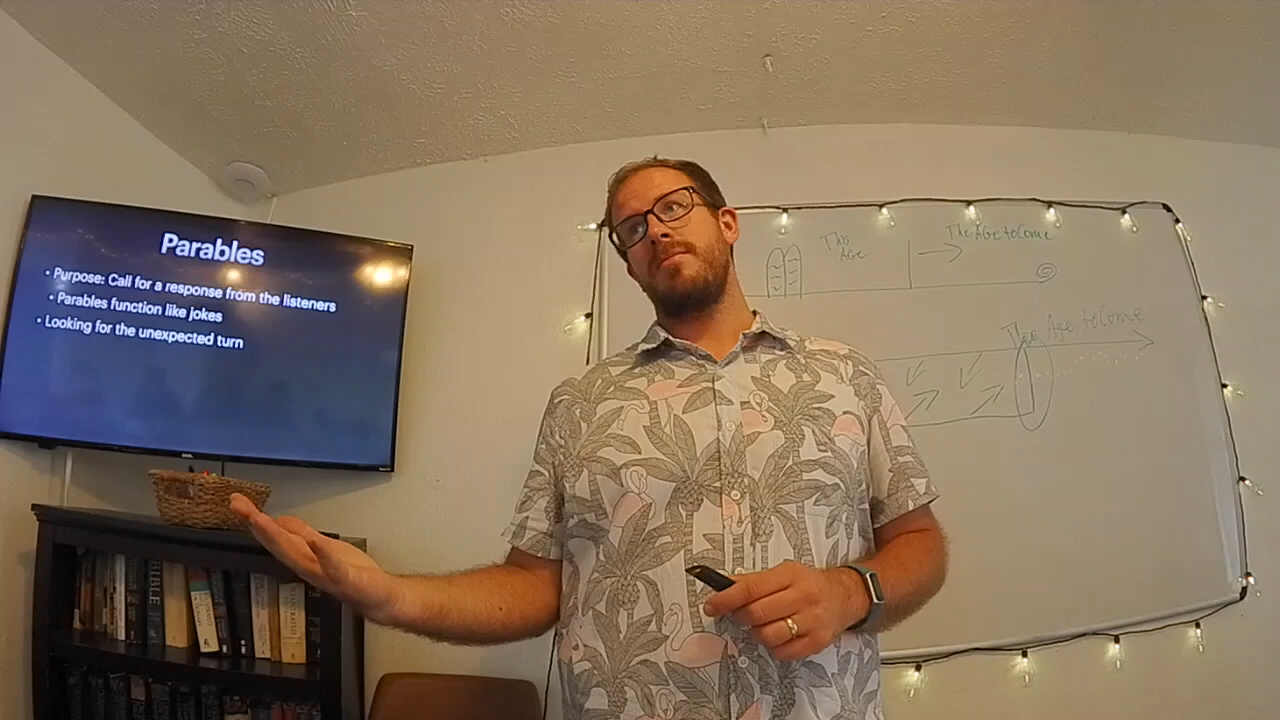 Parables
• Purpose: Call for a response from the listeners
• Parables function like jokes
• Looking for the unexpected turn
This
Age
The Age to Come
The Age to Come
BIBLE